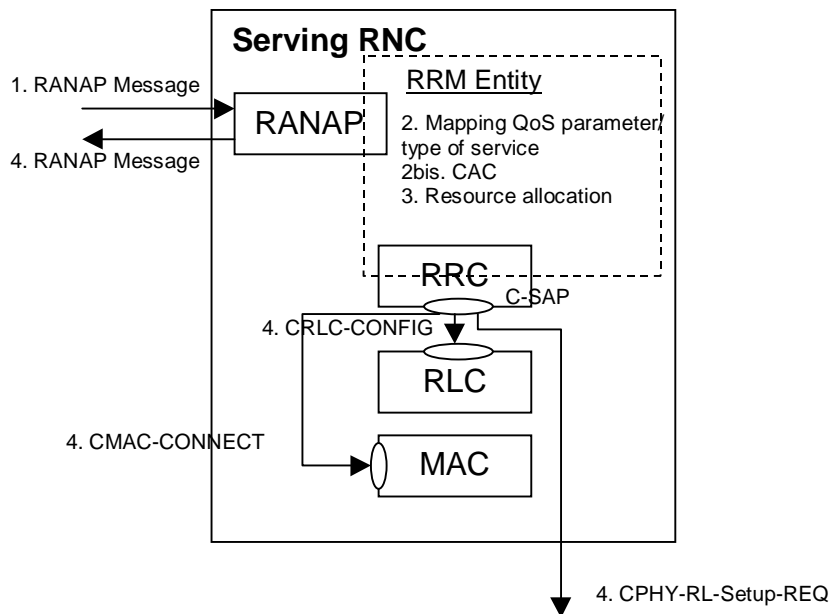 Serving RNC
1. RANAP Message
RANAP
4. RANAP Message
RRM Entity
2. Mapping QoS parameter/
type of service
2bis. CAC
3. Resource allocation
RRC
C-SAP
4. CRLC-CONFIG
RLC
4. CMAC-CONNECT
MAC
4. CPHY-RL-Setup-REQ